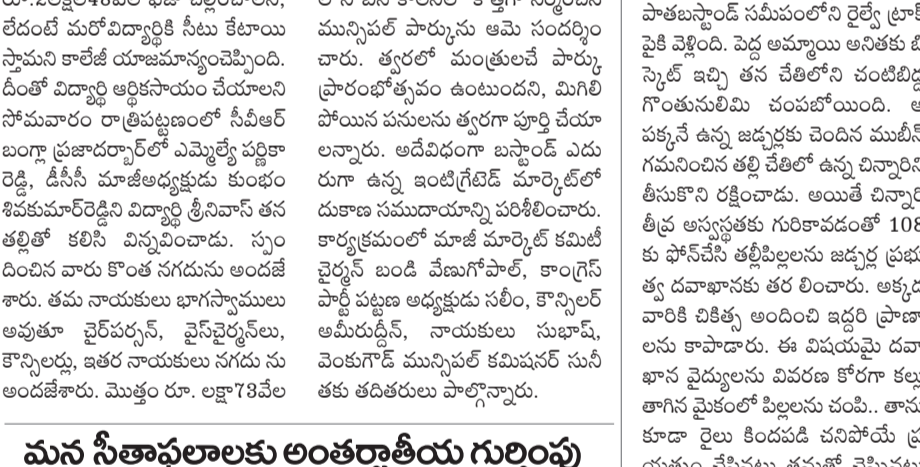 లేదంటే మరోవిద్యార్థికి సీటు కేటాయి
స్తామని కాలేజీ యాజమాన్యంచెప్పింది.
దీంతో విద్యార్థి ఆర్థికసాయం చేయాలని
సోమవారం రాత్రిపట్టణంలో సీవీఆర్
బంగ్లా ప్రజాదర్బార్‌లో ఎమ్మెల్యే పర్ణికా
రెడ్డి, డీసీసీ మాజీఅధ్యక్షుడు కుంభం
శివకుమార్‌రెడ్డిని విద్యార్థి శ్రీనివాస్ తన
తల్లితో కలిసి విన్నవించాడు. స్పం
దించిన వారు కొంత నగదును అందజే
శారు. తమ నాయకులు భాగస్వాములు
అవుతూ చైర్‌పర్సన్, వైస్‌చైర్మన్‌లు,
కౌన్సిలర్లు, ఇతర నాయకులు నగదు ను
అందజేశారు. మొత్తం రూ. లక్షా73వేల
మున్సిపల్ పార్కును ఆమె సందర్శిం
చారు. త్వరలో మంత్రులచే పార్కు
ప్రారంభోత్సవం ఉంటుందని, మిగిలి
పోయిన పనులను త్వరగా పూర్తి చేయా
లన్నారు. అదేవిధంగా బస్టాండ్ ఎదు
రుగా ఉన్న ఇంటిగ్రేటెడ్ మార్కెట్‌లో
దుకాణ సముదాయాన్ని పరిశీలించారు.
కార్యక్రమంలో మాజీ మార్కెట్ కమిటీ
చైర్మన్ బండి వేణుగోపాల్, కాంగ్రెస్
పార్టీ పట్టణ అధ్యక్షుడు సలీం, కౌన్సిలర్
అమీరుద్దీన్, నాయకులు సుభాష్,
వెంకుగౌడ్ మున్సిపల్ కమిషనర్ సునీ
తకు తదితరులు పాల్గొన్నారు.
మన సీతాఫలాలకు అంతర్జాతీయ గుర్తింపు
పాతబస్టాండ్ సమీపంలోని రైల్వే ట్రాక్
పైకి వెళ్లింది. పెద్ద అమ్మాయి అనితకు
స్కెట్ ఇచ్చి తన చేతిలోని చంటిబిడ్డ
గొంతునులిమి చంపబోయింది.
పక్కనే ఉన్న జడ్చర్లకు చెందిన ముబీన్
గమనించిన తల్లి చేతిలో ఉన్న చిన్నారిని
తీసుకొని రక్షించాడు. అయితే చిన్నారి
తీవ్ర అస్వస్థతకు గురికావడంతో 108
కు ఫోన్‌చేసి తల్లీపిల్లలను జడ్చర్ల ప్రభు
త్వ దవాఖానకు తర లించారు. అక్కడ
వారికి చికిత్స అందించి ఇద్దరి ప్రాణా
లను కాపాడారు. ఈ విషయమై దవా
ఖాన వైద్యులను వివరణ కోరగా కల్లు
తాగిన మైకంలో పిల్లలను చంపి.. తాను
కూడా రైలు కిందపడి చనిపోయే